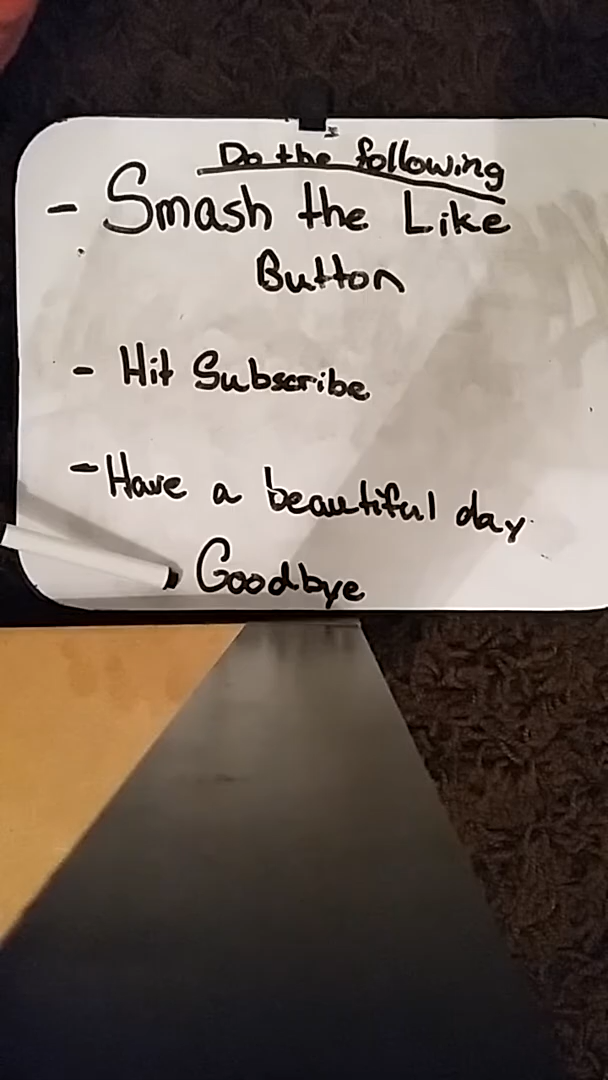 Do the following
- Smash the Like
Button
- Hit Subscribe
- Have a beautiful day
Goodbye